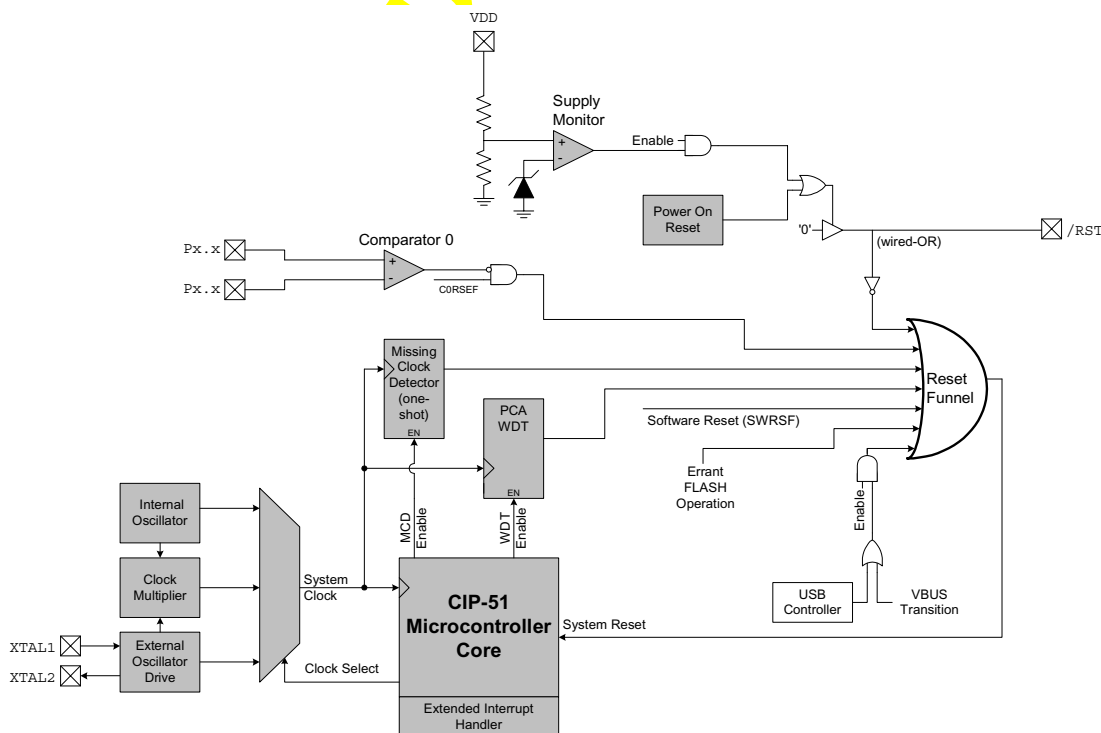 VDD
Supply
Monitor
+
-
Enable
Power On
Reset
'0'
(wired-OR)
/RST
Px.x
Px.x
Comparator 0
+
-
C0RSEF
Missing
Clock
Detector
(one-
shot)
EN
PCA
WDT
EN
Reset
Funnel
Software Reset (SWRSF)
Errant
FLASH
Operation
Enable
Internal
Oscillator
Clock
Multiplier
External
Oscillator
Drive
XTAL1
XTAL2
System
Clock
Clock Select
MCD
Enable
WDT
Enable
CIP-51
Microcontroller
Core
System Reset
Extended Interrupt
Handler
USB
Controller
VBUS
Transition